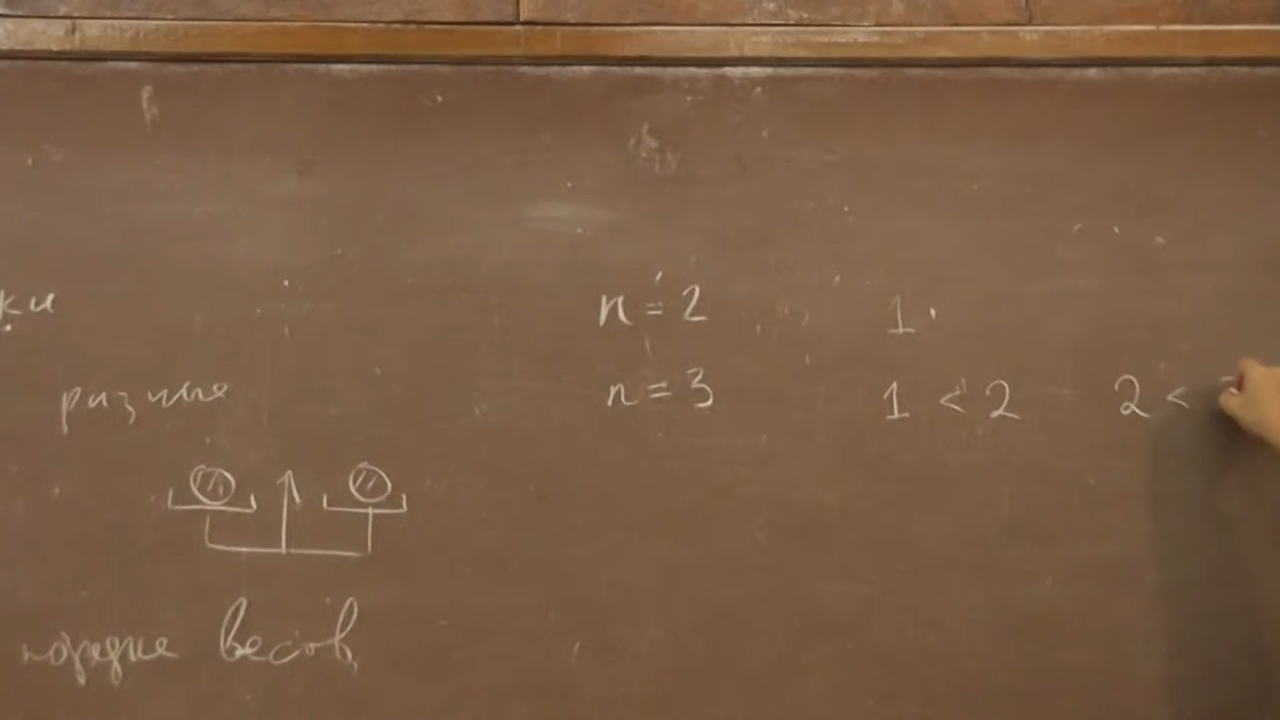 ки
n = 2 1.
разные
n = 3 1 < 2 2 <
порядке весов,